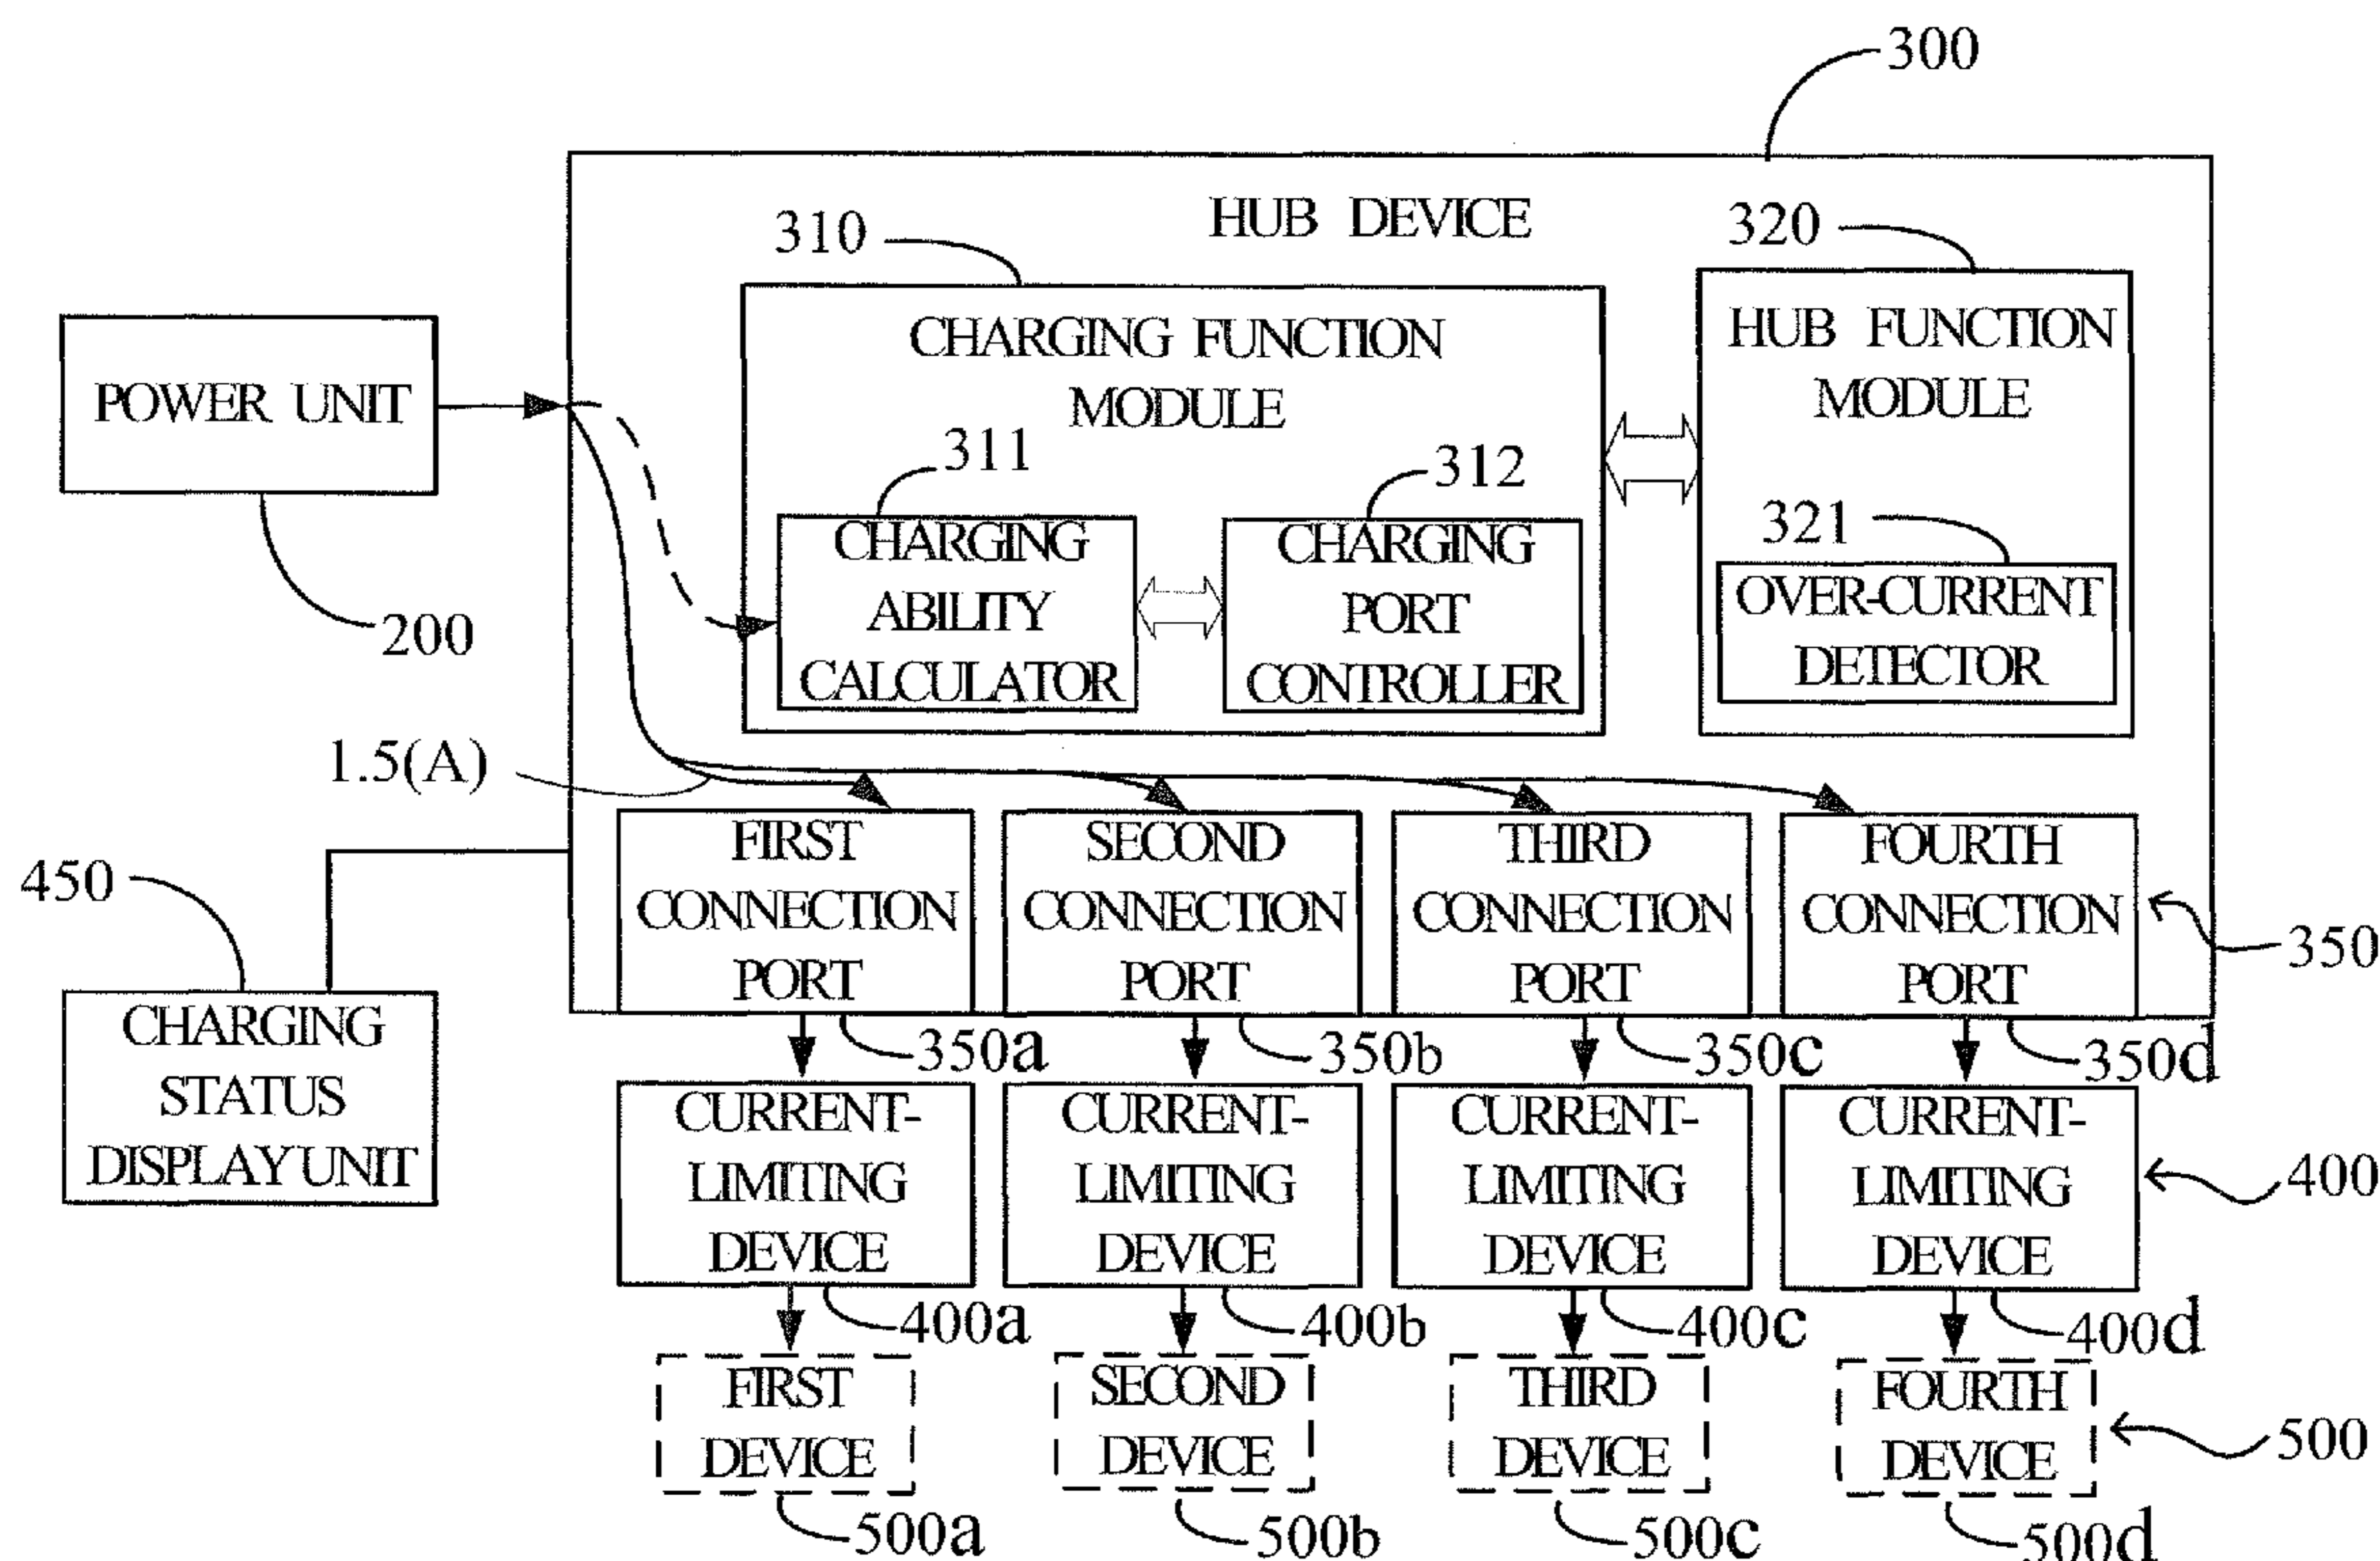 300
HUB DEVICE
310
320
CHARGING FUNCTION
MODULE
HUB FUNCTION
MODULE
POWER UNIT
200
311
312
CHARGING
ABILITY
CALCULATOR
CHARGING
PORT
CONTROLLER
321
OVER-CURRENT
DETECTOR
1.5(A)
FIRST
CONNECTION
PORT
SECOND
CONNECTION
PORT
THIRD
CONNECTION
PORT
FOURTH
CONNECTION
PORT
350
450
CHARGING
STATUS
DISPLAY UNIT
350a
350b
350c
350d
CURRENT-
LIMITING
DEVICE
CURRENT-
LIMITING
DEVICE
CURRENT-
LIMITING
DEVICE
CURRENT-
LIMITING
DEVICE
400
400a
400b
400c
400d
FIRST
DEVICE
SECOND
DEVICE
THIRD
DEVICE
FOURTH
DEVICE
500
500a
500b
500c
500d